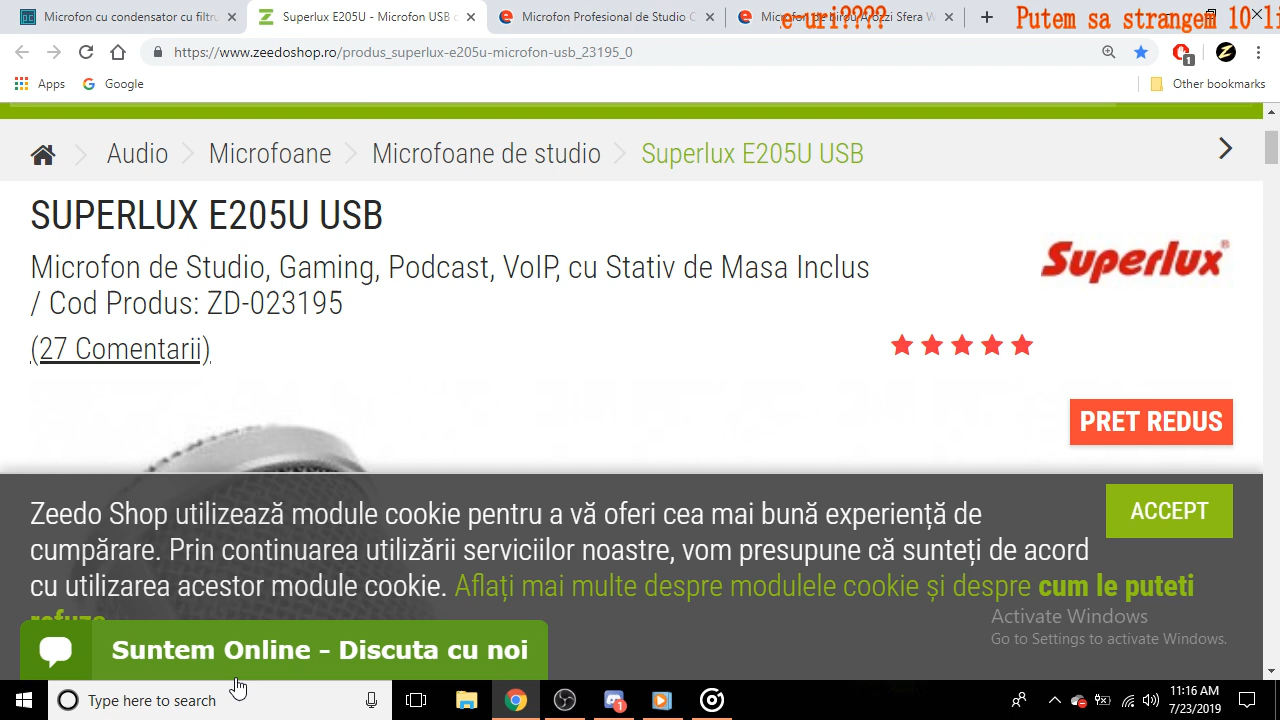 Microfon cu condensator cu filtru
Superlux E205U - Microfon USB
Microfon Profesional de Studio
Microfon de birou Arozzi Sfera W
e-uri????
Putem sa strangem 10 li
https://www.zeedoshop.ro/produs_superlux-e205u-microfon-usb_23195_0
1
Apps
Google
Other bookmarks
Audio
Microfoane
Microfoane de studio
Superlux E205U USB
SUPERLUX E205U USB
Superlux®
Microfon de Studio, Gaming, Podcast, VoIP, cu Stativ de Masa Inclus
/ Cod Produs: ZD-023195
(27 Comentarii)
PRET REDUS
Zeedo Shop utilizează module cookie pentru a vă oferi cea mai bună experiență de
cumpărare. Prin continuarea utilizării serviciilor noastre, vom presupune că sunteți de acord
cu utilizarea acestor module cookie. Aflați mai multe despre modulele cookie și despre cum le puteti
ACCEPT
Activate Windows
Go to Settings to activate Windows.
Suntem Online - Discuta cu noi
Type here to search
1
11:16 AM
7/23/2019